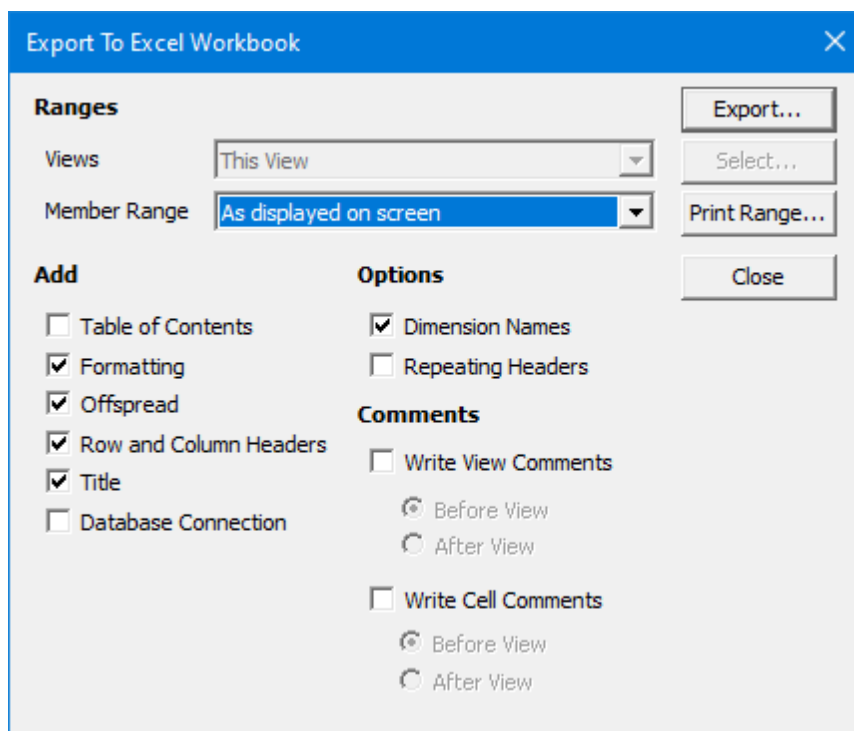 Export To Excel Workbook
Ranges
Export...
Views
This View
Select...
Member Range
As displayed on screen
Print Range...
Add
Options
Close
Table of Contents
Dimension Names
Formatting
Repeating Headers
Offspread
Comments
Row and Column Headers
Write View Comments
Title
Before View
Database Connection
After View
Write Cell Comments
Before View
After View